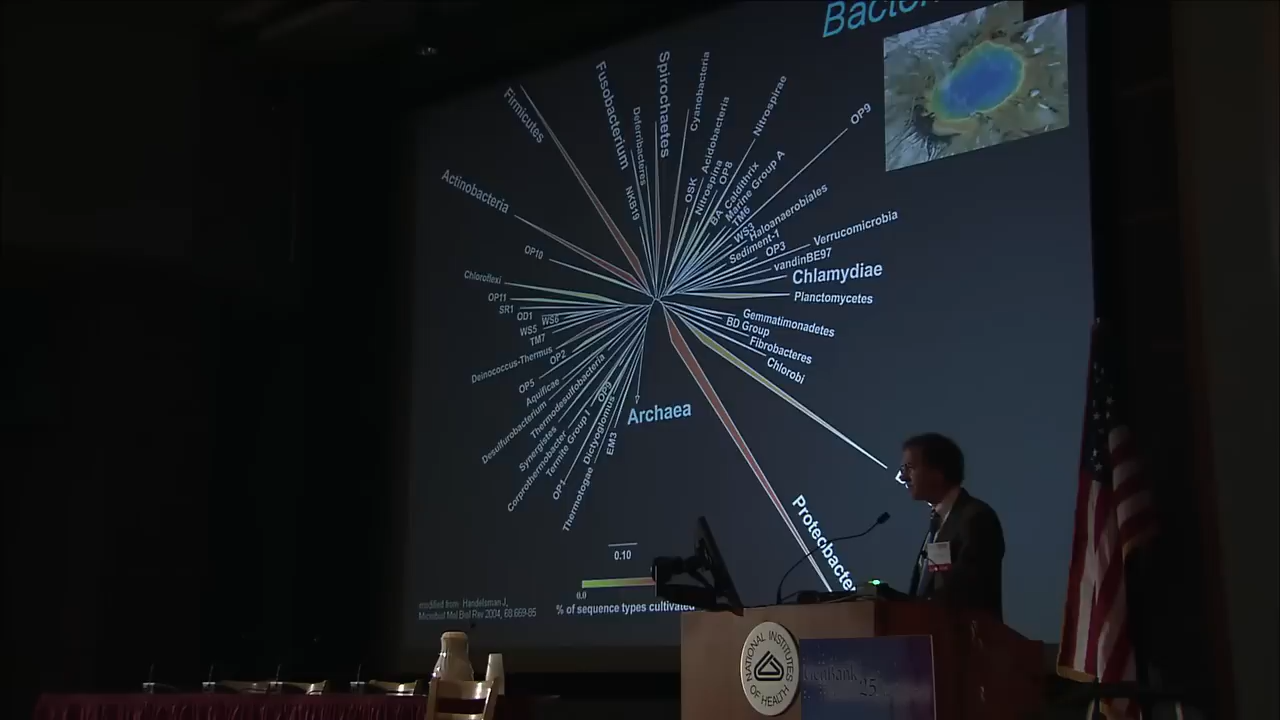 Bacter
Firmicutes
Fusobacterium
Deferribacteres
NKB19
Spirochaetes
Cyanobacteria
Acidobacteria
OSK
Nitrospina
OP8
Nitrospirae
BA Caldithrix
Marine Group A
TM6
WS3
OP9
Haloanaerobiales
Sediment-1
OP3
Verrucomicrobia
vandinBE97
Chlamydiae
Planctomycetes
Gemmatimonadetes
BD Group
Fibrobacteres
Chlorobi
Proteobacte
Archaea
Actinobacteria
OP10
Chloroflexi
OP11
SR1
OD1
WS6
WS5
TM7
Deinococcus-Thermus
OP2
OP5
Aquificae
Desulfurobacterium
Thermodesulfobacteria
Synergistes
OP9
Coprothermobacter
Termite Group I
OP1
Dictyoglomus
Thermotogae
EM3
0.10
0.0
% of sequence types cultivated
modified from: Handelsman J,
Microbiol Mol Biol Rev 2004, 68:669-85
NATIONAL INSTITUTES
OF HEALTH
GenBank
25